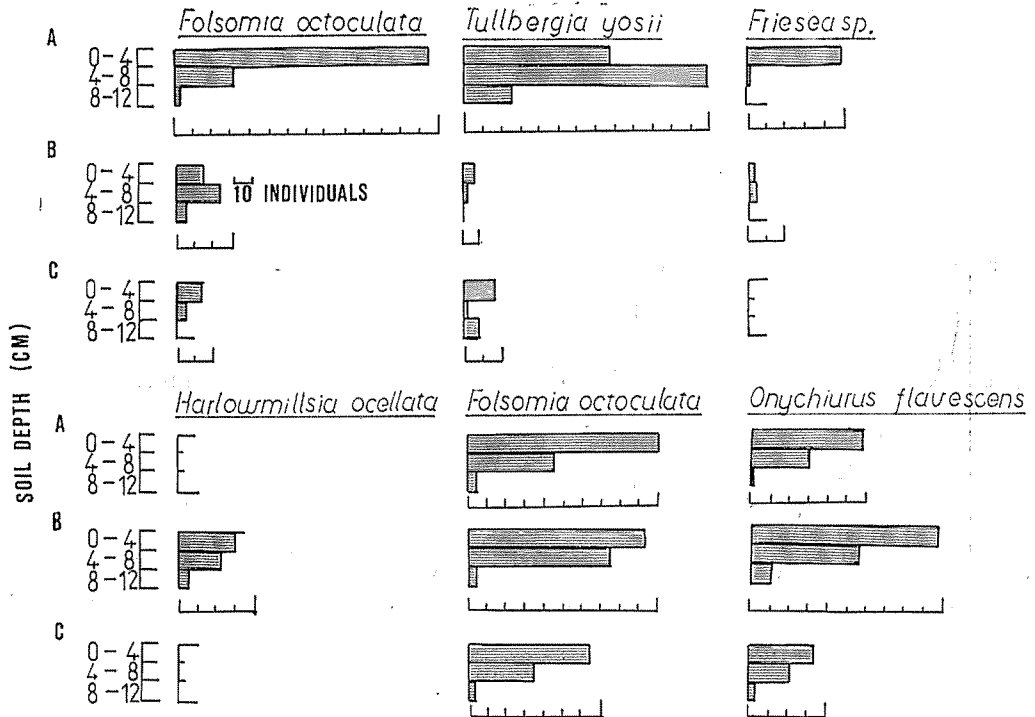 Folsomia octoculata Tullbergia yosii Friesea sp.
A
0-4
4-8
8-12
B
0-4
4-8
8-12
10 INDIVIDUALS
C
0-4
4-8
8-12
SOIL DEPTH (CM)
Harlowmillsia ocellata Folsomia octoculata Onychiurus flavescens
A
0-4
4-8
8-12
B
0-4
4-8
8-12
C
0-4
4-8
8-12